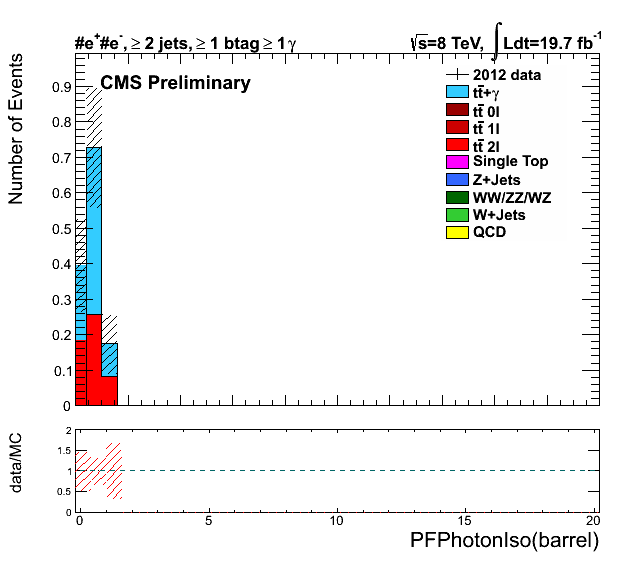 #e+#e-, ≥ 2 jets, ≥ 1 btag ≥ 1 γ √s=8 TeV, ∫ Ldt=19.7 fb-1
CMS Preliminary
2012 data
tt̅+γ
tt̅ 0l
tt̅ 1l
tt̅ 2l
Single Top
Z+Jets
WW/ZZ/WZ
W+Jets
QCD
Number of Events
0.9
0.8
0.7
0.6
0.5
0.4
0.3
0.2
0.1
0
data/MC
2
1.5
1
0.5
0
0 5 10 15 20
PFPhotonIso(barrel)